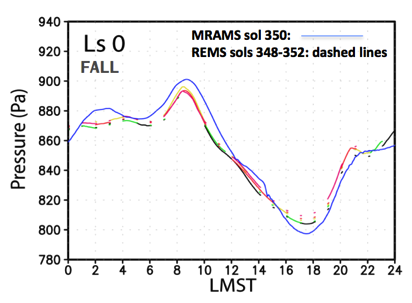 940
920
900
880
860
840
820
800
780
Pressure (Pa)
Ls 0
FALL
MRAMS sol 350:
REMS sols 348-352: dashed lines
0 2 4 6 8 10 12 14 16 18 20 22 24
LMST